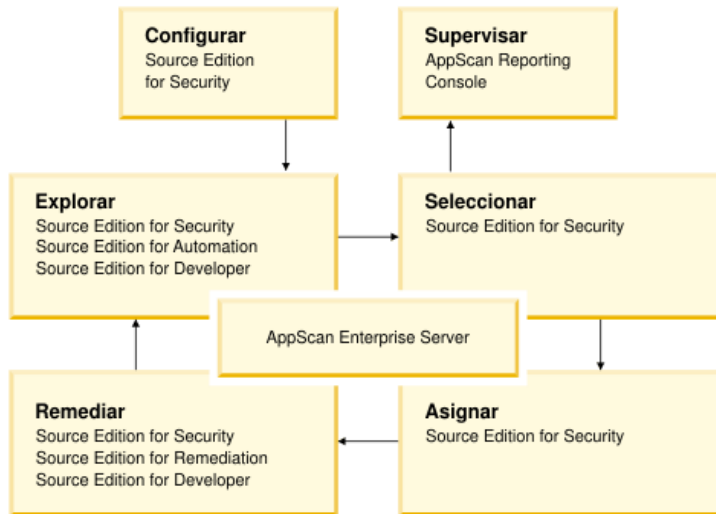 Configurar
Source Edition
for Security
Supervisar
AppScan Reporting
Console
Explorar
Source Edition for Security
Source Edition for Automation
Source Edition for Developer
Seleccionar
Source Edition for Security
AppScan Enterprise Server
Remediar
Source Edition for Security
Source Edition for Remediation
Source Edition for Developer
Asignar
Source Edition for Security